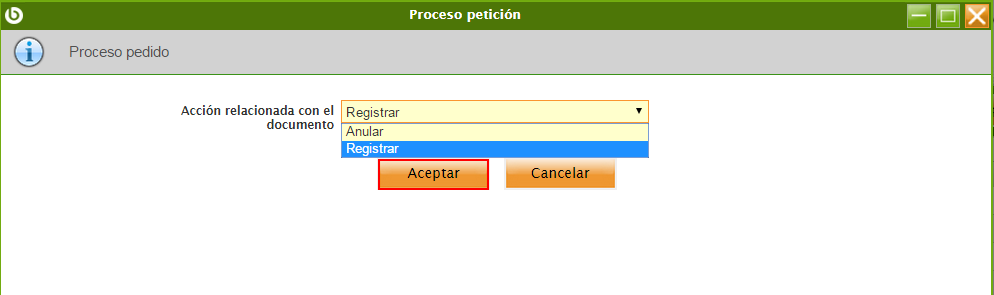 Proceso petición
Proceso pedido
Acción relacionada con el
documento
Registrar
Anular
Registrar
Aceptar
Cancelar